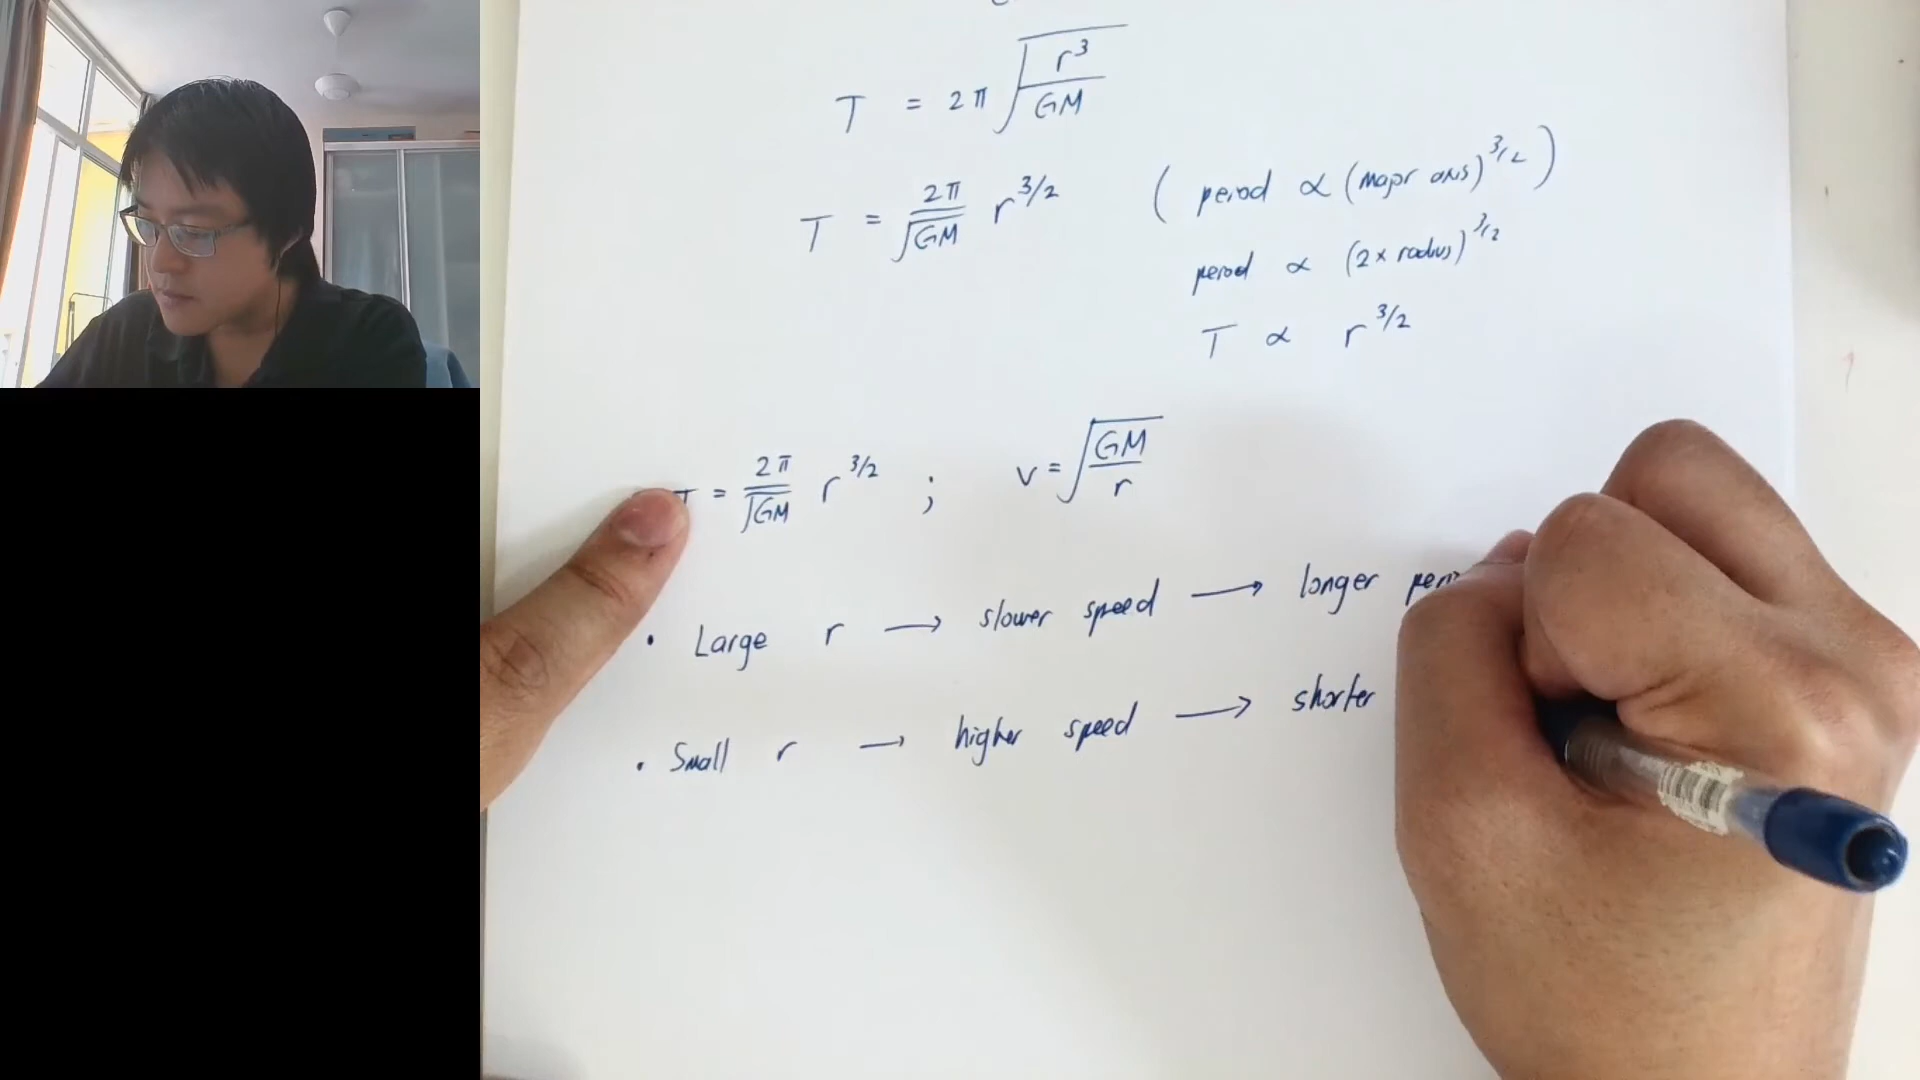 T = 2π √(r³/GM)
T = 2π/√GM r^3/2 ( period ∝ (major axis)^3/2 )
period ∝ (2 × radius)^3/2
T ∝ r^3/2
T = 2π/√GM r^3/2 ; v = √(GM/r)
• Large r → slower speed → longer
• Small r → higher speed → shorter